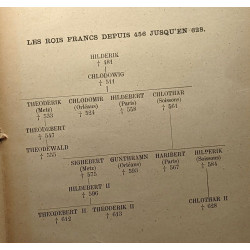 LES ROIS FRANCS DEPUIS 456 JUSQU'EN 628.
HILDERIK
† 481
CHLODOWIG
† 511
THEODERIK CHLODOMIR HILDEBERT CHLOTHAR
(Metz) (Orléans) (Paris) (Soissons)
† 533 † 524 † 558 † 561
THEODEBERT
† 547
THEODEWALD
† 555
SIGHEBERT GUNTHRAMN HARIBERT HILPERIK
(Metz) (Orléans) (Paris) (Soissons)
† 575 † 593 † 567 † 584
HILDEBERT II
† 596 CHLOTHAR II
THEODEBERT II THEODERIK II † 628
† 612 † 613